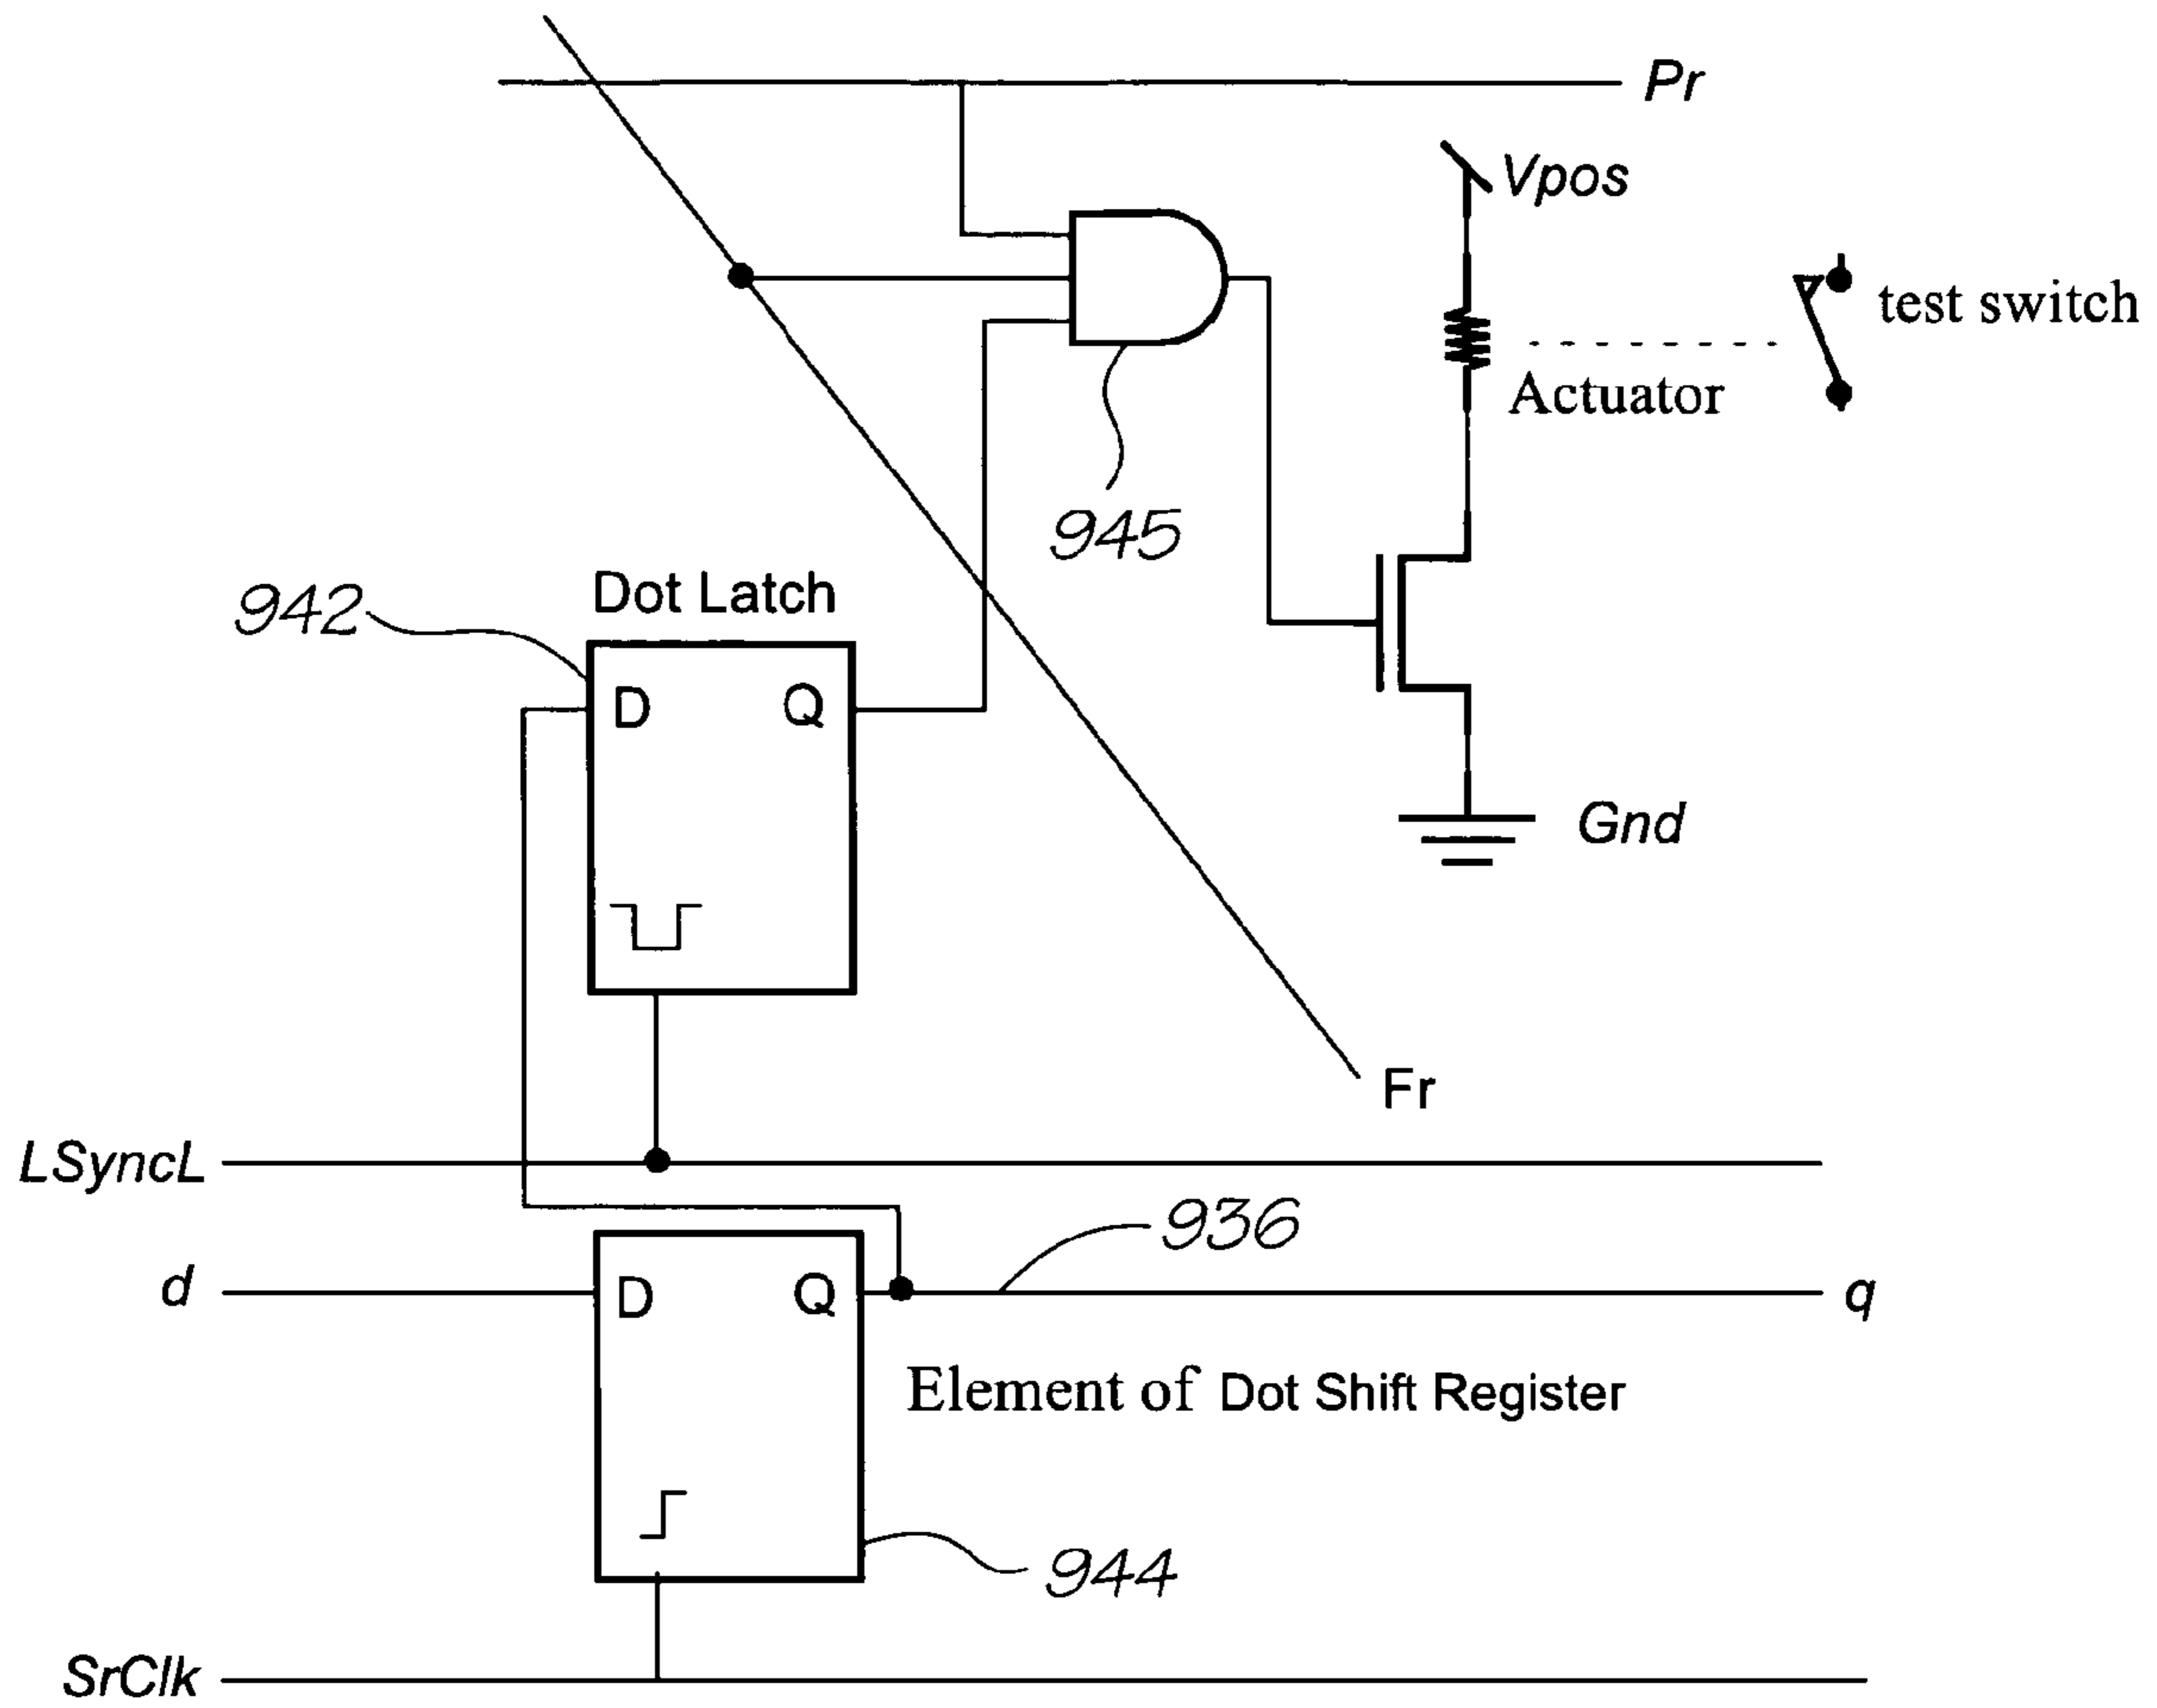 Pr
Vpos
test switch
Actuator
945
Dot Latch
942
D Q
Gnd
Fr
LSyncL
936
d D Q q
Element of Dot Shift Register
944
SrClk